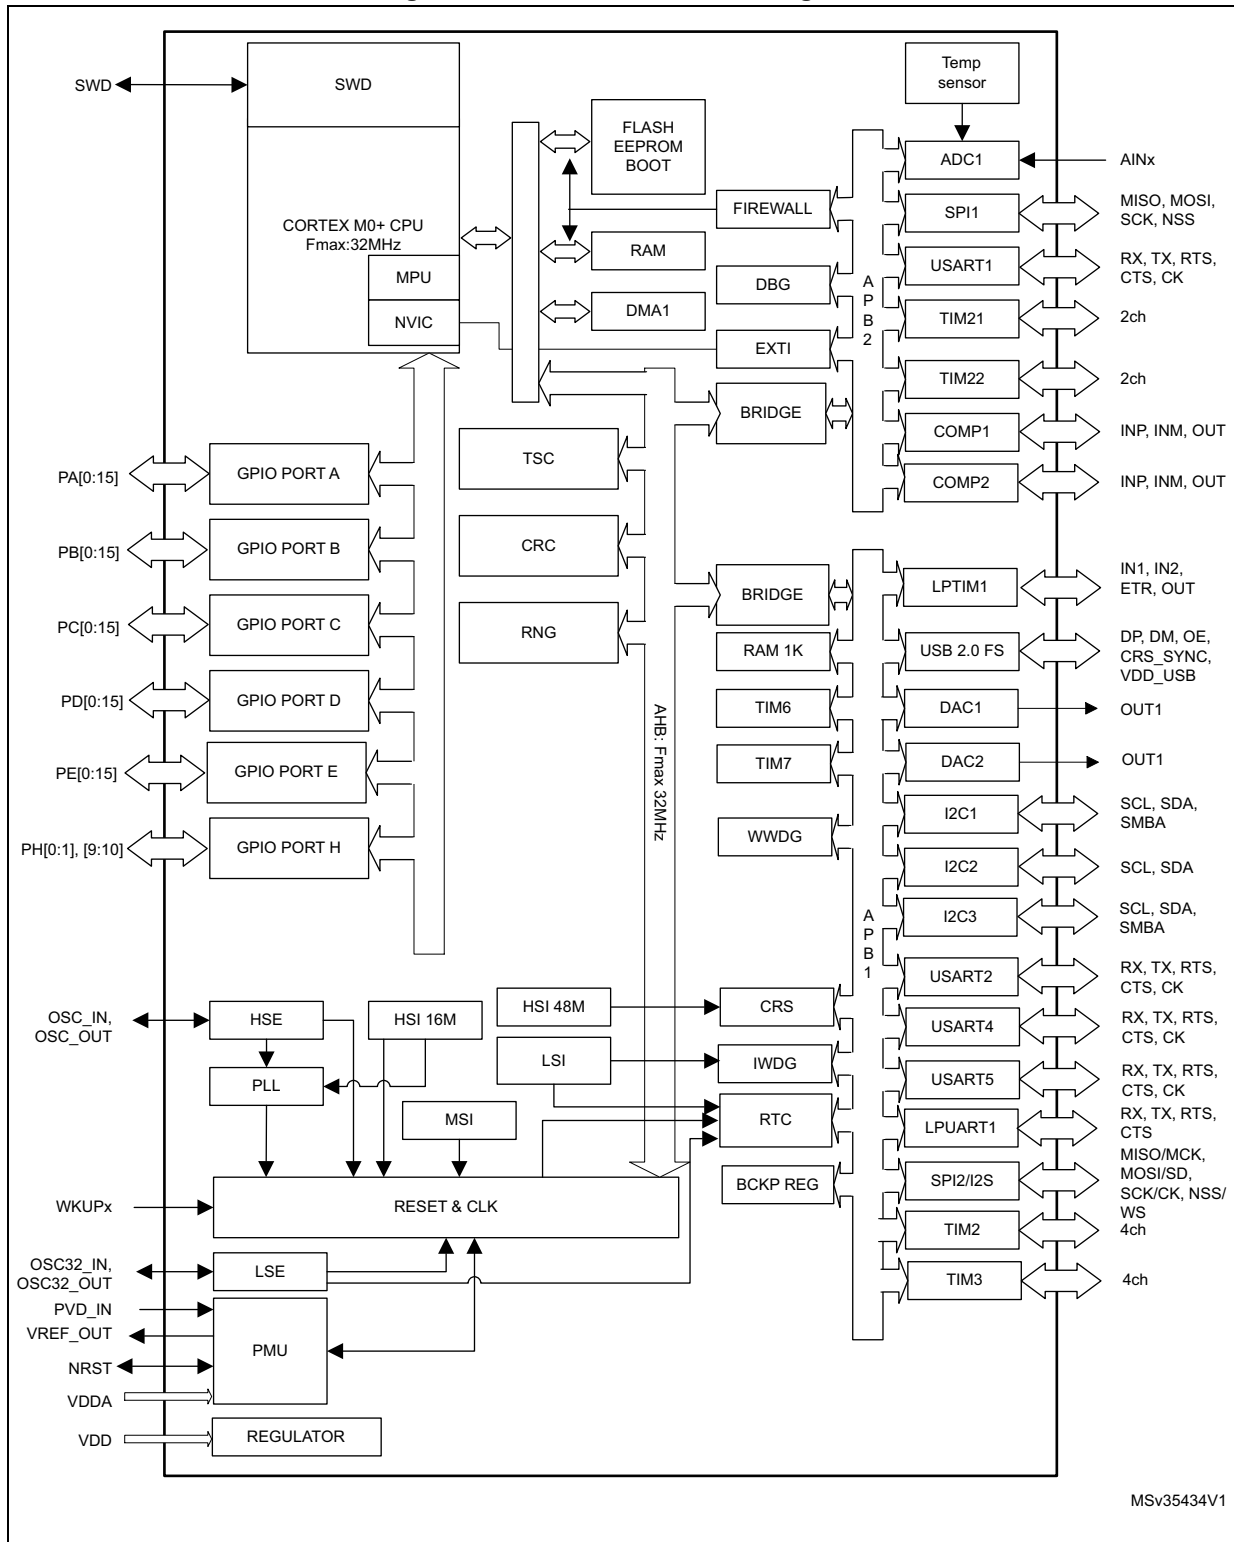 SWD
SWD
Temp
sensor
FLASH
EEPROM
BOOT
ADC1
AINx
FIREWALL
SPI1
MISO, MOSI,
SCK, NSS
CORTEX M0+ CPU
Fmax:32MHz
RAM
USART1
RX, TX, RTS,
CTS, CK
MPU
DBG
A
P
B
2
NVIC
DMA1
TIM21
2ch
EXTI
TIM22
2ch
BRIDGE
COMP1
INP, INM, OUT
TSC
PA[0:15]
GPIO PORT A
COMP2
INP, INM, OUT
PB[0:15]
GPIO PORT B
CRC
BRIDGE
LPTIM1
IN1, IN2,
ETR, OUT
PC[0:15]
GPIO PORT C
RNG
RAM 1K
USB 2.0 FS
DP, DM, OE,
CRS_SYNC,
VDD_USB
PD[0:15]
GPIO PORT D
AHB: Fmax 32MHz
TIM6
DAC1
OUT1
PE[0:15]
GPIO PORT E
TIM7
DAC2
OUT1
PH[0:1], [9:10]
GPIO PORT H
WWDG
I2C1
SCL, SDA,
SMBA
I2C2
SCL, SDA
A
P
B
1
I2C3
SCL, SDA,
SMBA
USART2
RX, TX, RTS,
CTS, CK
OSC_IN,
OSC_OUT
HSE
HSI 16M
HSI 48M
CRS
USART4
RX, TX, RTS,
CTS, CK
LSI
IWDG
PLL
USART5
RX, TX, RTS,
CTS, CK
MSI
RTC
LPUART1
RX, TX, RTS,
CTS
BCKP REG
SPI2/I2S
MISO/MCK,
MOSI/SD,
SCK/CK, NSS/
WS
WKUPx
RESET & CLK
TIM2
4ch
OSC32_IN,
OSC32_OUT
LSE
TIM3
4ch
PVD_IN
VREF_OUT
PMU
NRST
VDDA
VDD
REGULATOR
MSv35434V1